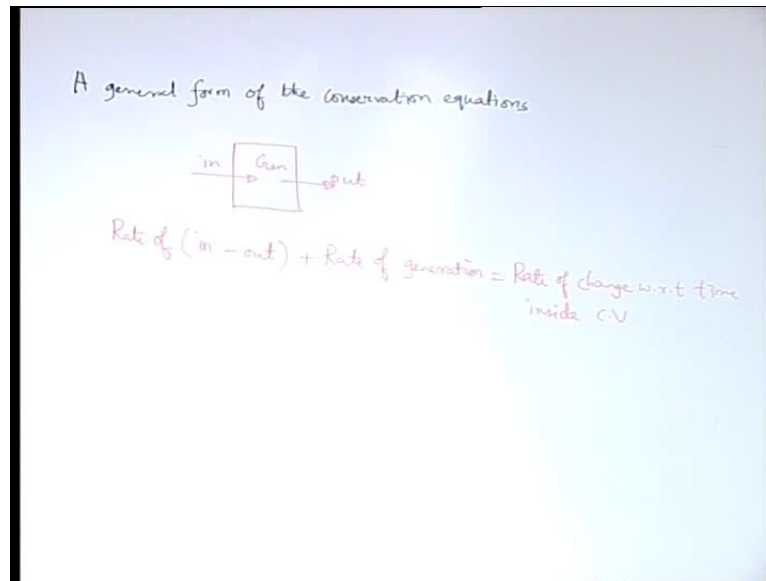 A general form of the conservation equations
in Gen out
Rate of (in - out) + Rate of generation = Rate of change w.r.t time
inside C.V